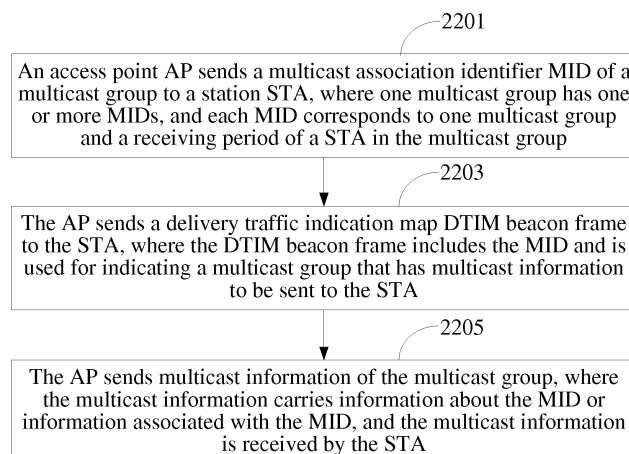 2201
An access point AP sends a multicast association identifier MID of a
multicast group to a station STA, where one multicast group has one
or more MIDs, and each MID corresponds to one multicast group
and a receiving period of a STA in the multicast group
2203
The AP sends a delivery traffic indication map DTIM beacon frame
to the STA, where the DTIM beacon frame includes the MID and is
used for indicating a multicast group that has multicast information
to be sent to the STA
2205
The AP sends multicast information of the multicast group, where
the multicast information carries information about the MID or
information associated with the MID, and the multicast information
is received by the STA